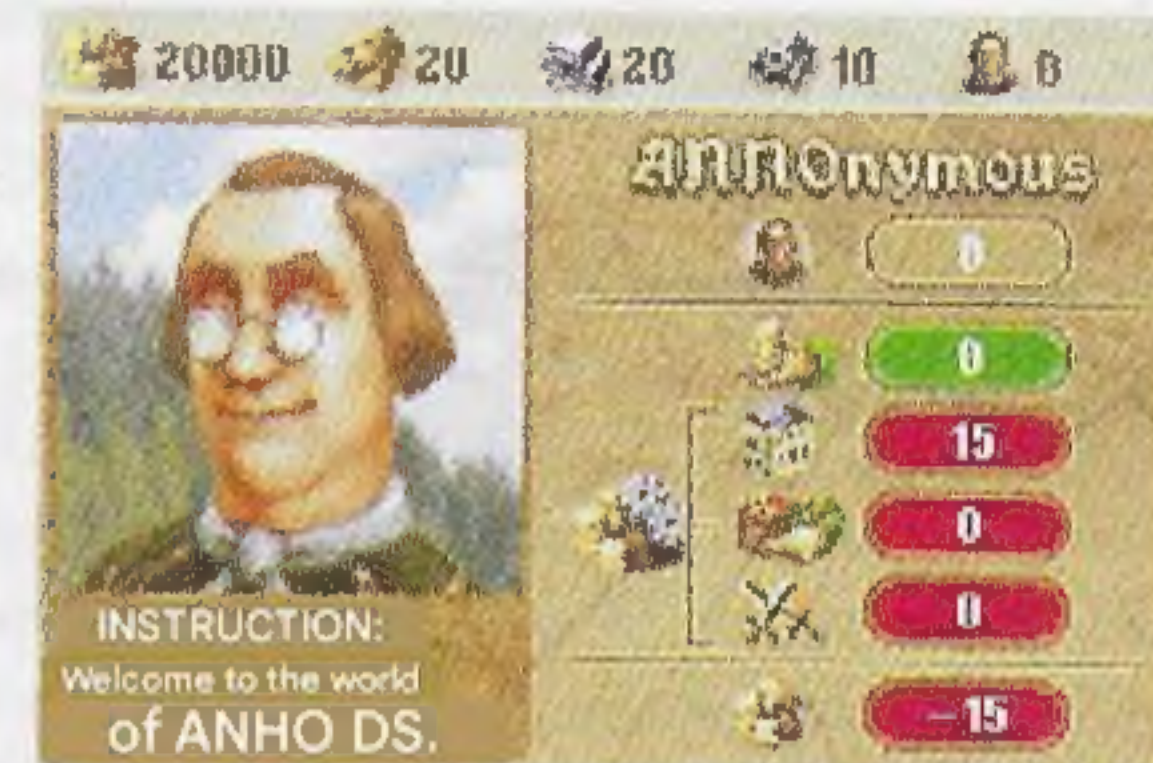 20000 20 20 10 0
ANNOnymous
0
0
15
0
0
-15
INSTRUCTION:
Welcome to the world
of ANHO DS.